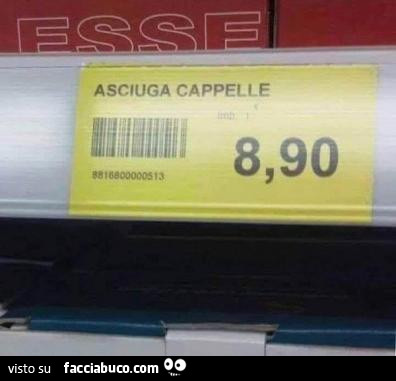 ESSE
ASCIUGA CAPPELLE
€
8,90
8816800000513
visto su facciabuco.com